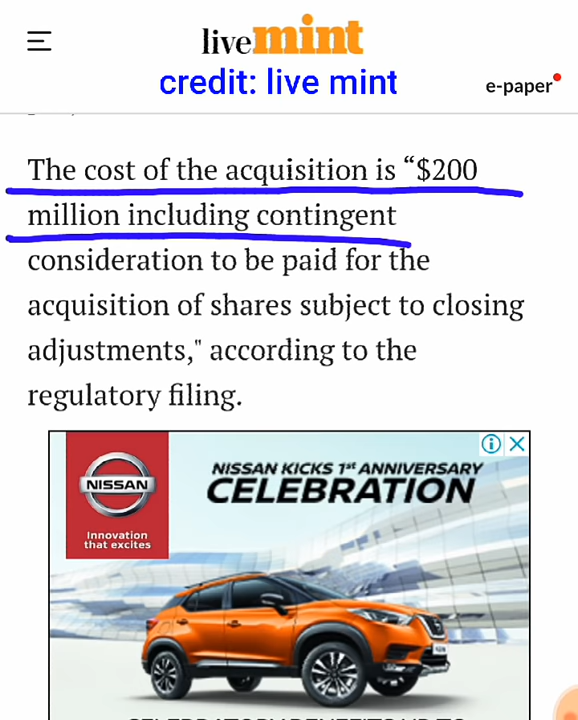 livemint
credit: live mint
e-paper
The cost of the acquisition is “$200
million including contingent
consideration to be paid for the
acquisition of shares subject to closing
adjustments," according to the
regulatory filing.
NISSAN
Innovation
that excites
NISSAN KICKS 1st ANNIVERSARY
CELEBRATION